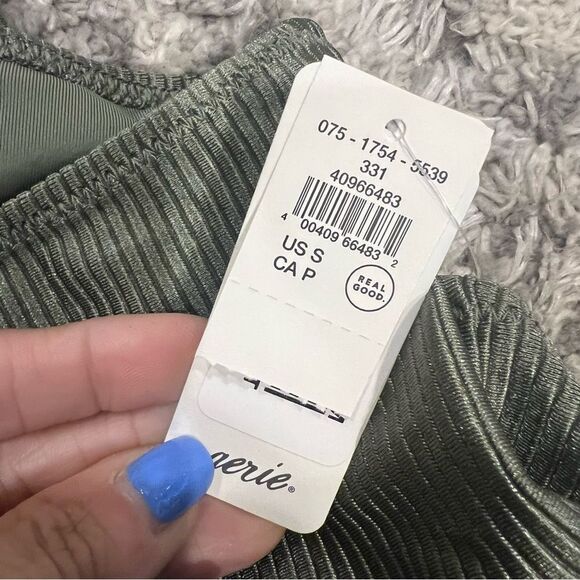 075 - 1754 - 5539
331
40966483
4 00409 66483 2
US S
CA P
REAL
GOOD.
aerie®